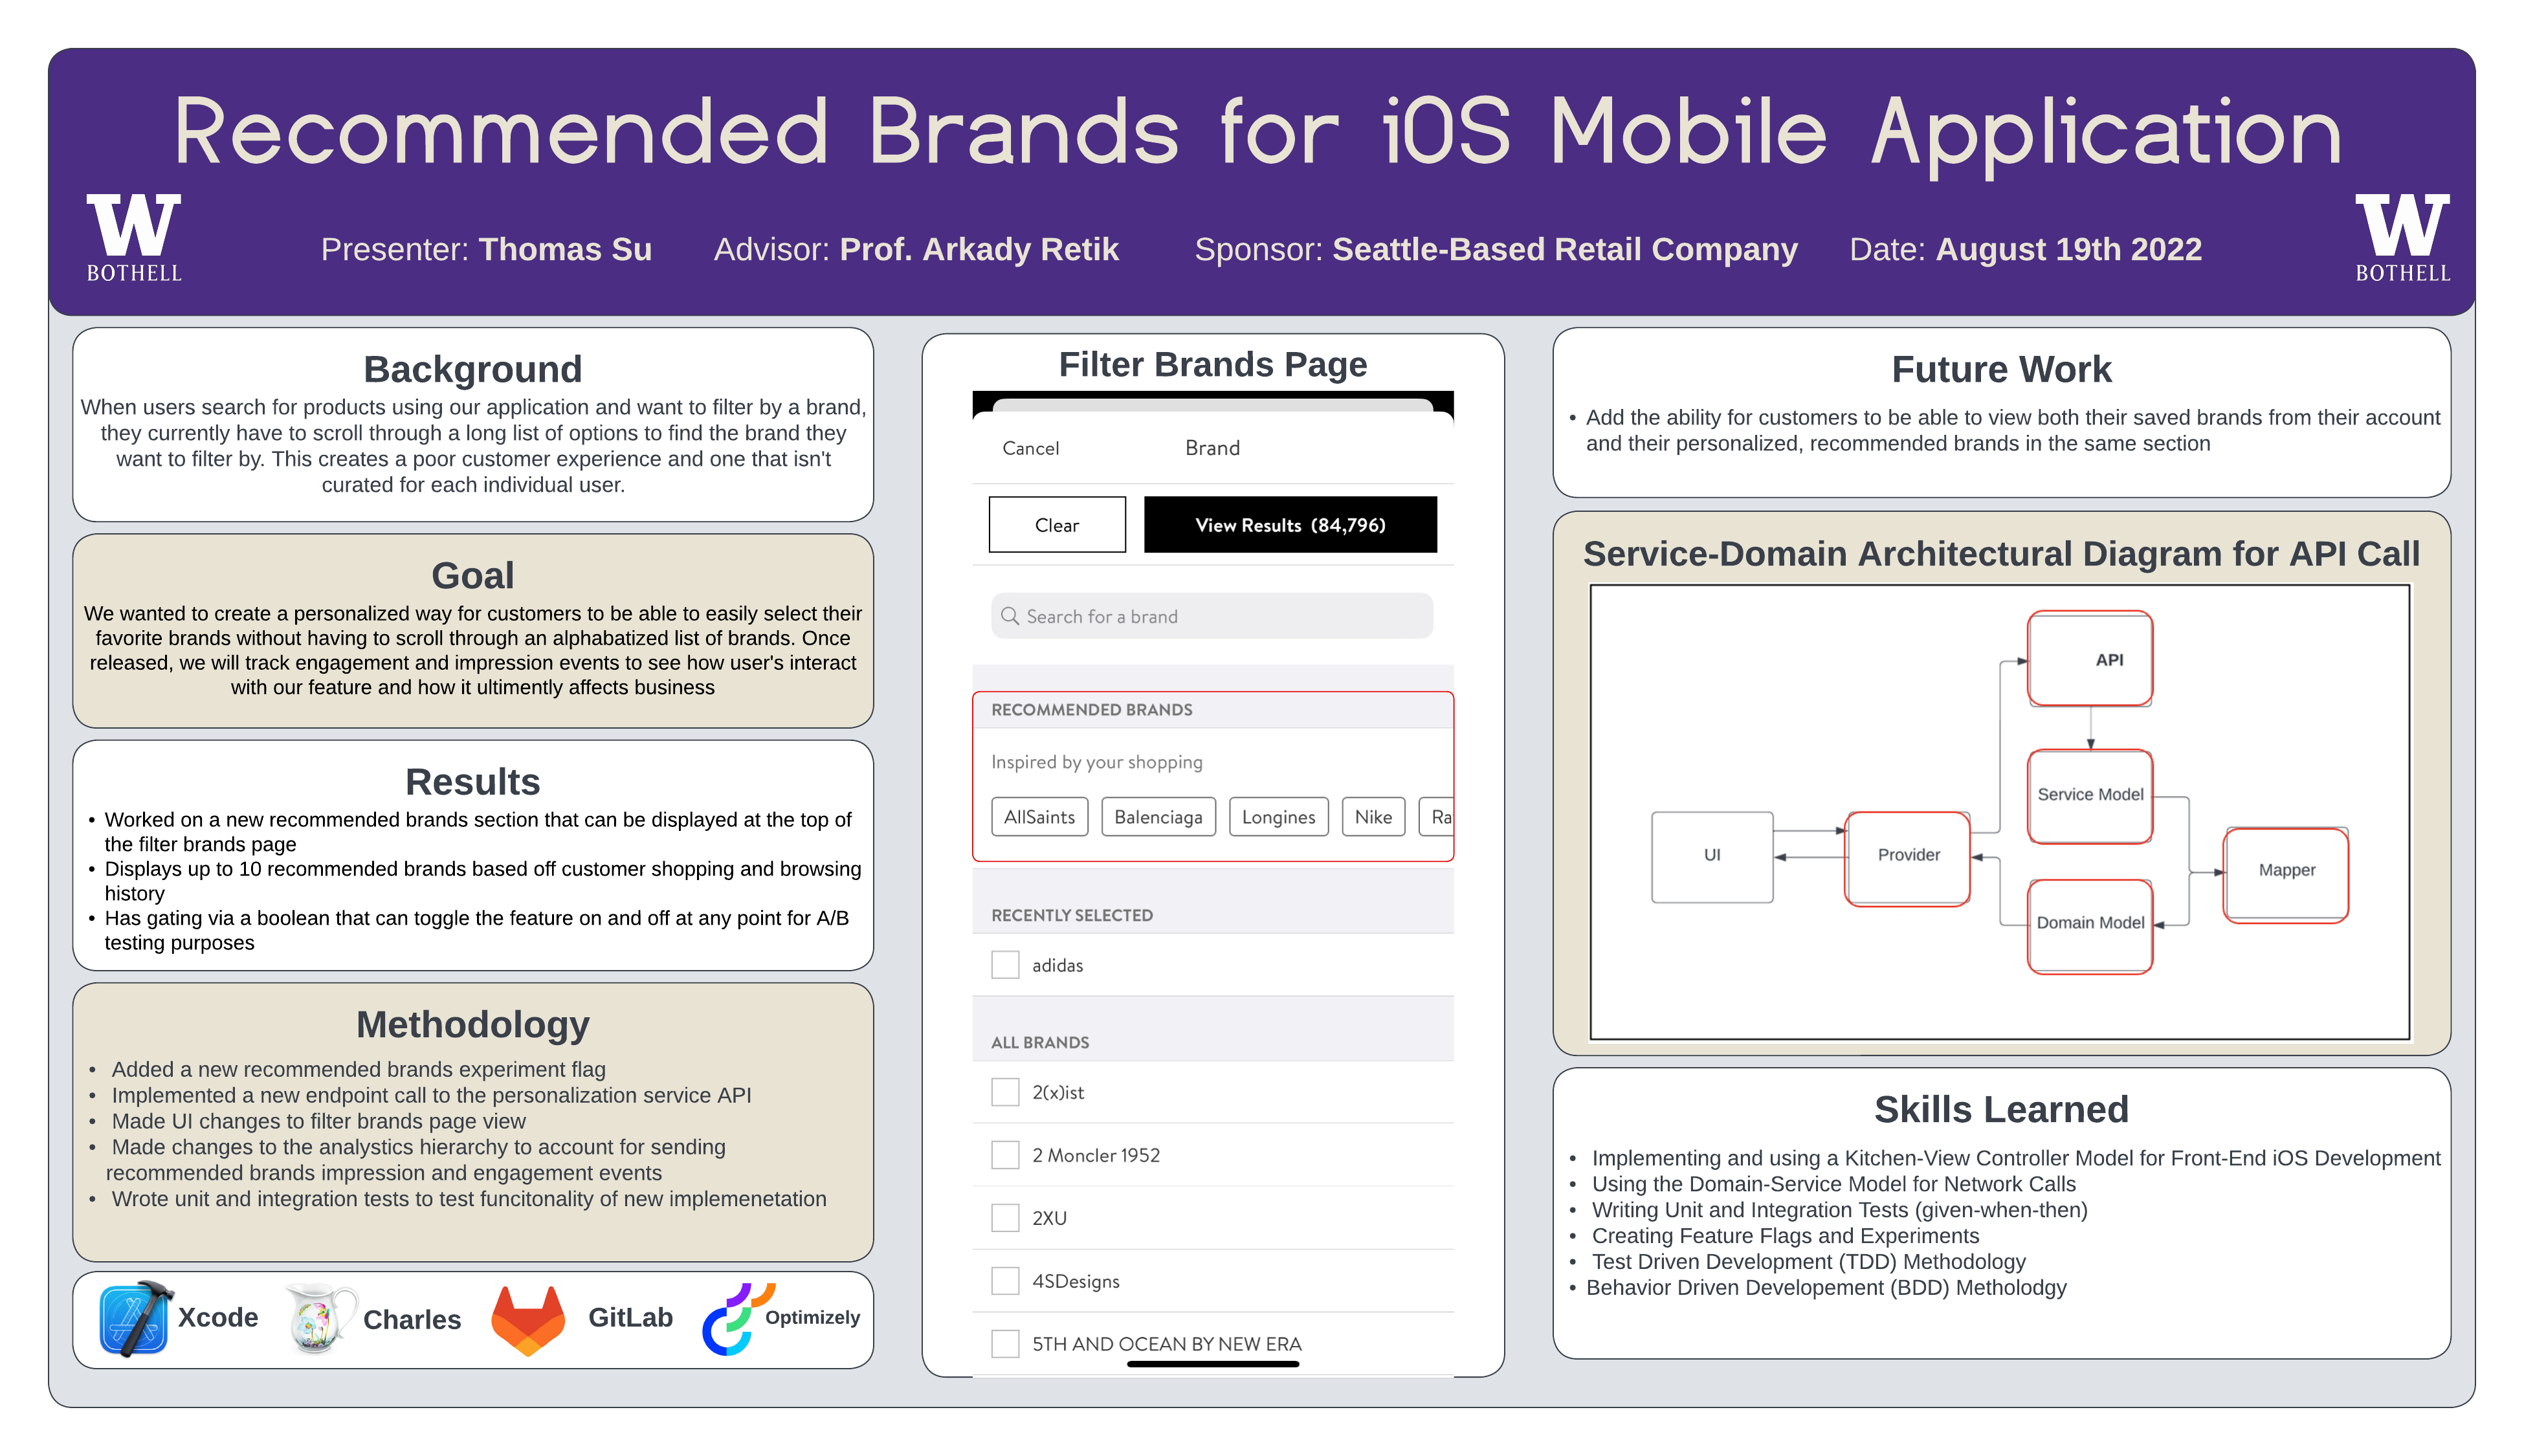 Recommended Brands for iOS Mobile Application
W
BOTHELL
Presenter: Thomas Su Advisor: Prof. Arkady Retik Sponsor: Seattle-Based Retail Company Date: August 19th 2022
W
BOTHELL
Background
When users search for products using our application and want to filter by a brand,
they currently have to scroll through a long list of options to find the brand they
want to filter by. This creates a poor customer experience and one that isn't
curated for each individual user.
Goal
We wanted to create a personalized way for customers to be able to easily select their
favorite brands without having to scroll through an alphabatized list of brands. Once
released, we will track engagement and impression events to see how user's interact
with our feature and how it ultimently affects business
Results
• Worked on a new recommended brands section that can be displayed at the top of
the filter brands page
• Displays up to 10 recommended brands based off customer shopping and browsing
history
• Has gating via a boolean that can toggle the feature on and off at any point for A/B
testing purposes
Methodology
• Added a new recommended brands experiment flag
• Implemented a new endpoint call to the personalization service API
• Made UI changes to filter brands page view
• Made changes to the analystics hierarchy to account for sending
recommended brands impression and engagement events
• Wrote unit and integration tests to test funcitonality of new implemenetation
Xcode
Charles
GitLab
Optimizely
Filter Brands Page
Cancel
Brand
Clear
View Results (84,796)
Search for a brand
RECOMMENDED BRANDS
Inspired by your shopping
AllSaints
Balenciaga
Longines
Nike
Ra
RECENTLY SELECTED
adidas
ALL BRANDS
2(x)ist
2 Moncler 1952
2XU
4SDesigns
5TH AND OCEAN BY NEW ERA
Future Work
• Add the ability for customers to be able to view both their saved brands from their account
and their personalized, recommended brands in the same section
Service-Domain Architectural Diagram for API Call
API
Service Model
UI
Provider
Mapper
Domain Model
Skills Learned
• Implementing and using a Kitchen-View Controller Model for Front-End iOS Development
• Using the Domain-Service Model for Network Calls
• Writing Unit and Integration Tests (given-when-then)
• Creating Feature Flags and Experiments
• Test Driven Development (TDD) Methodology
• Behavior Driven Developement (BDD) Metholodgy